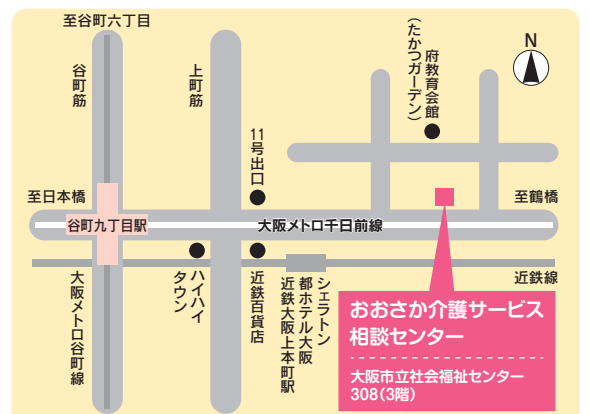 至谷町六丁目
谷町筋
上町筋
11号出口
府教育会館
(たかつガーデン)
N
至日本橋
谷町九丁目駅
大阪メトロ千日前線
至鶴橋
大阪メトロ谷町線
ハイハイ
タウン
近鉄百貨店
シェラトン
都ホテル大阪
近鉄大阪上本町駅
近鉄線
おおさか介護サービス
相談センター
大阪市立社会福祉センター
308(3階)